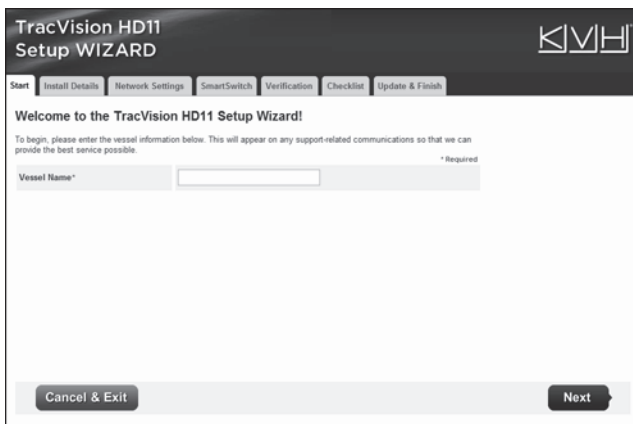 TracVision HD11
Setup WIZARD
KVH
Start
Install Details
Network Settings
SmartSwitch
Verification
Checklist
Update & Finish
Welcome to the TracVision HD11 Setup Wizard!
To begin, please enter the vessel information below. This will appear on any support-related communications so that we can
provide the best service possible.
* Required
Vessel Name*
Cancel & Exit
Next